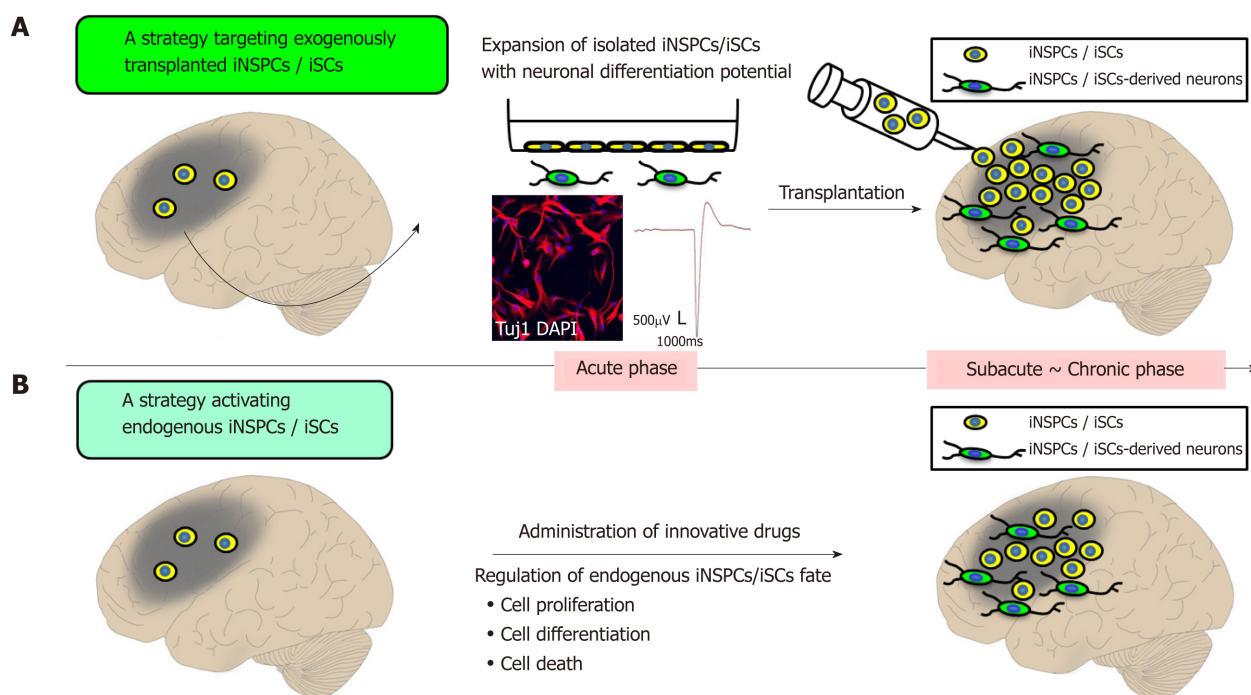 A
A strategy targeting exogenously
transplanted iNSPCs / iSCs
Expansion of isolated iNSPCs/iSCs
with neuronal differentiation potential
iNSPCs / iSCs
iNSPCs / iSCs-derived neurons
Transplantation
Tuj1 DAPI
500μV
1000ms
Acute phase
Subacute ~ Chronic phase
B
A strategy activating
endogenous iNSPCs / iSCs
iNSPCs / iSCs
iNSPCs / iSCs-derived neurons
Administration of innovative drugs
Regulation of endogenous iNSPCs/iSCs fate
• Cell proliferation
• Cell differentiation
• Cell death